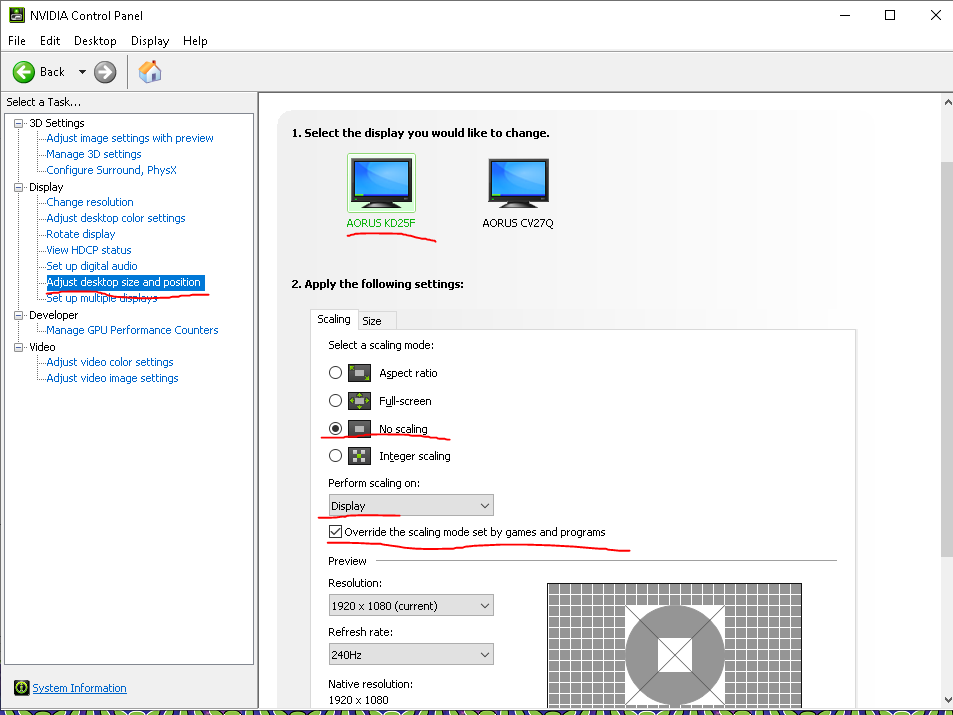 NVIDIA Control Panel
File Edit Desktop Display Help
Back
Select a Task...
3D Settings
Adjust image settings with preview
Manage 3D settings
Configure Surround, PhysX
Display
Change resolution
Adjust desktop color settings
Rotate display
View HDCP status
Set up digital audio
Adjust desktop size and position
Set up multiple displays
Developer
Manage GPU Performance Counters
Video
Adjust video color settings
Adjust video image settings
System Information
1. Select the display you would like to change.
AORUS KD25F AORUS CV27Q
2. Apply the following settings:
Scaling Size
Select a scaling mode:
Aspect ratio
Full-screen
No scaling
Integer scaling
Perform scaling on:
Display
Override the scaling mode set by games and programs
Preview
Resolution:
1920 x 1080 (current)
Refresh rate:
240Hz
Native resolution:
1920 x 1080